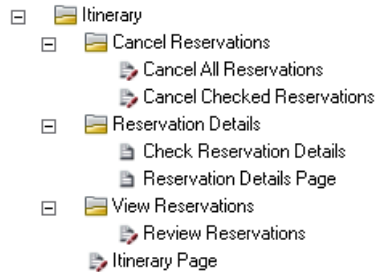 Itinerary
Cancel Reservations
Cancel All Reservations
Cancel Checked Reservations
Reservation Details
Check Reservation Details
Reservation Details Page
View Reservations
Review Reservations
Itinerary Page